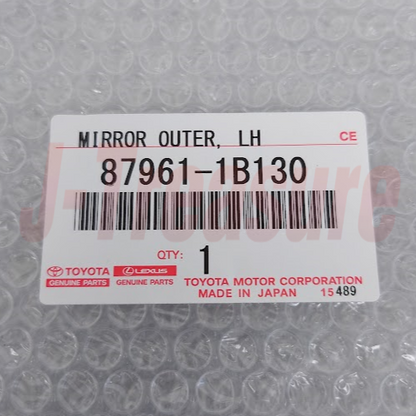 MIRROR OUTER, LH CE
87961-1B130
QTY: 1
TOYOTA LEXUS
GENUINE PARTS GENUINE PARTS
TOYOTA MOTOR CORPORATION
MADE IN JAPAN 15489
J-Treasure